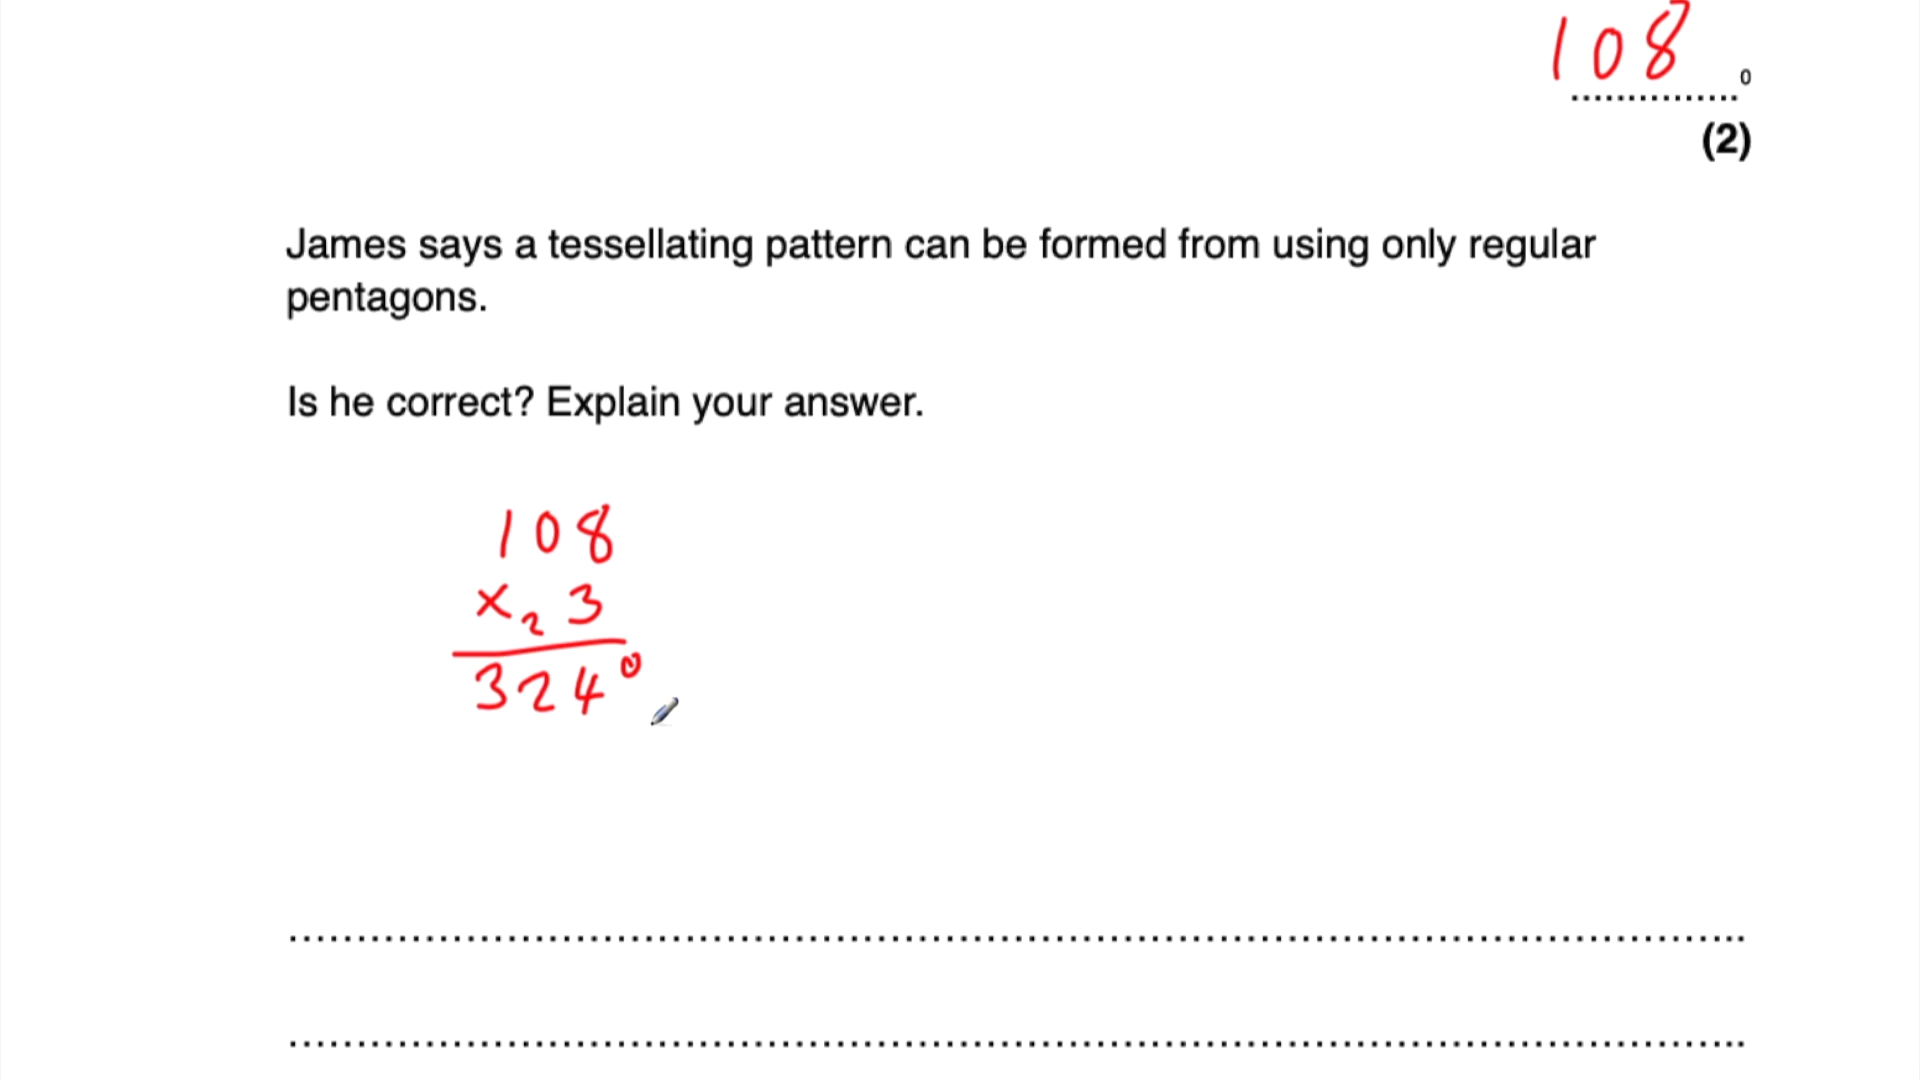 108
...............°
(2)
James says a tessellating pattern can be formed from using only regular
pentagons.
Is he correct? Explain your answer.
108
×₂ 3
324°